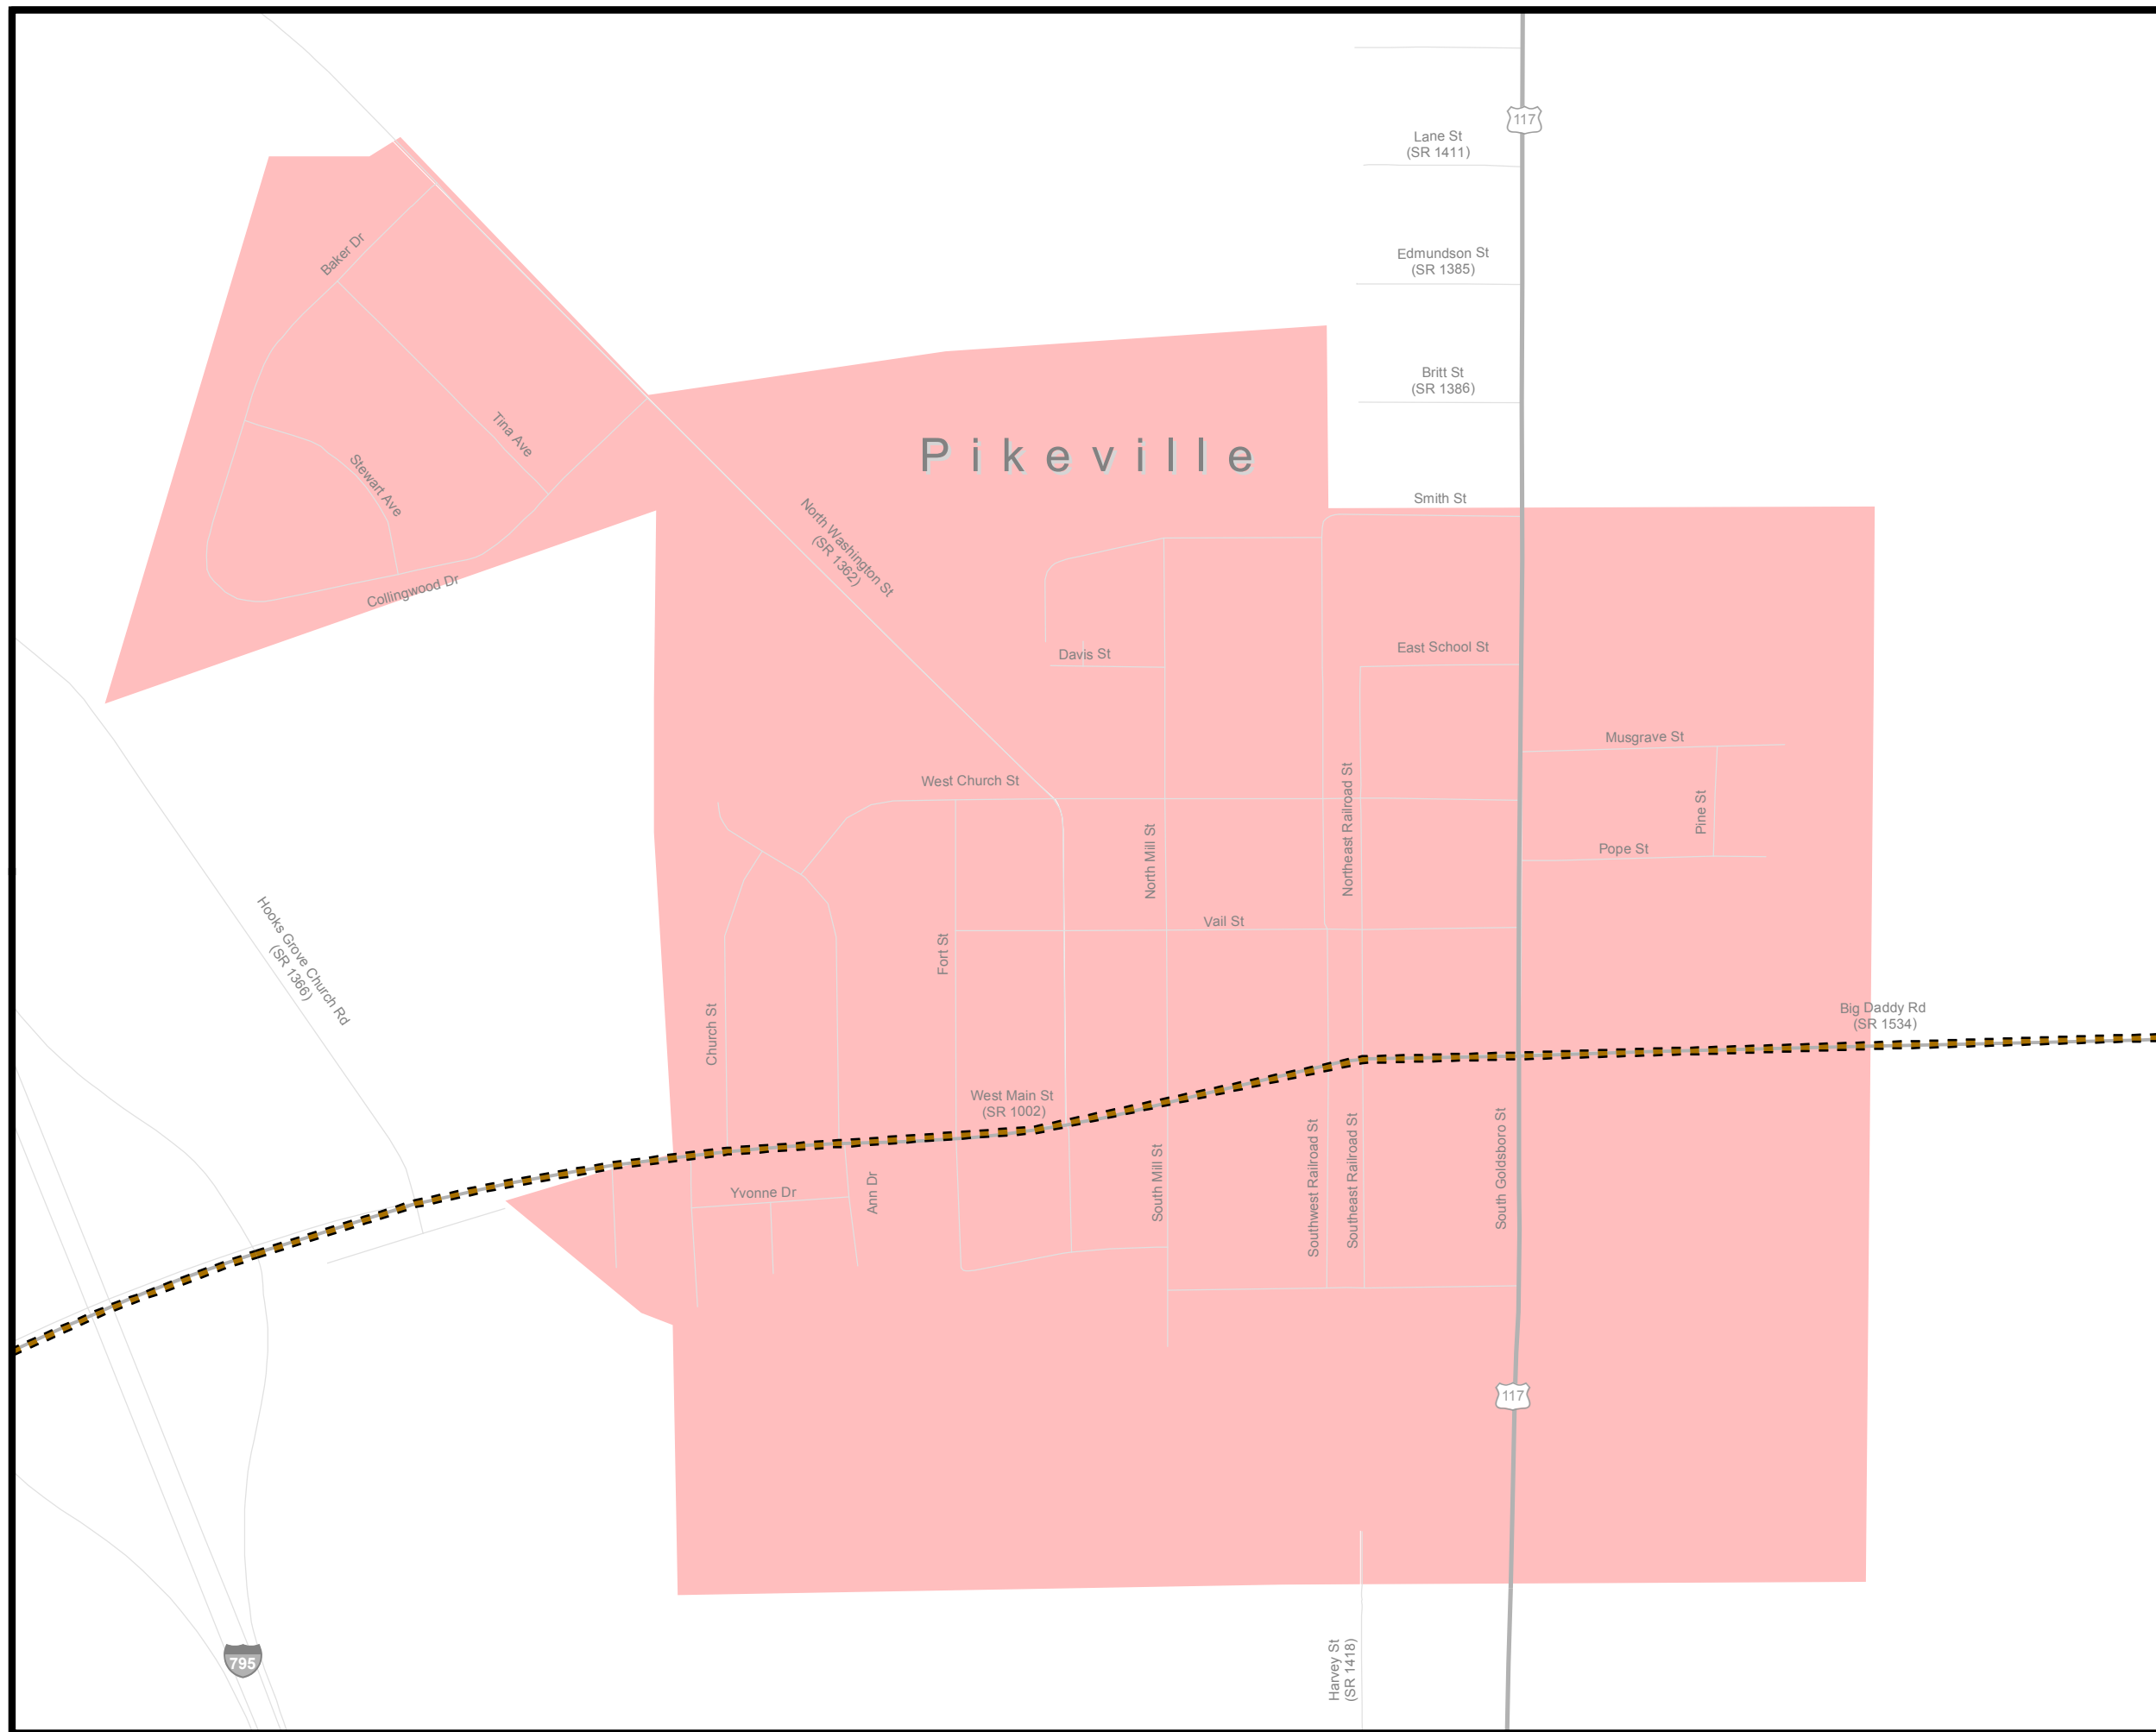 117
Lane St
(SR 1411)
Baker Dr
Edmundson St
(SR 1385)
Britt St
(SR 1386)
Tina Ave
Pikeville
Stewart Ave
Smith St
North Washington St
(SR 1362)
Collingwood Dr
Davis St
East School St
Musgrave St
West Church St
Northeast Railroad St
Pine St
North Mill St
Pope St
Vail St
Fort St
Hooks Grove Church Rd
(SR 1366)
Church St
Big Daddy Rd
(SR 1534)
West Main St
(SR 1002)
South Goldsboro St
Southwest Railroad St
Southeast Railroad St
South Mill St
Yvonne Dr
Ann Dr
117
795
Harvey St
(SR 1418)